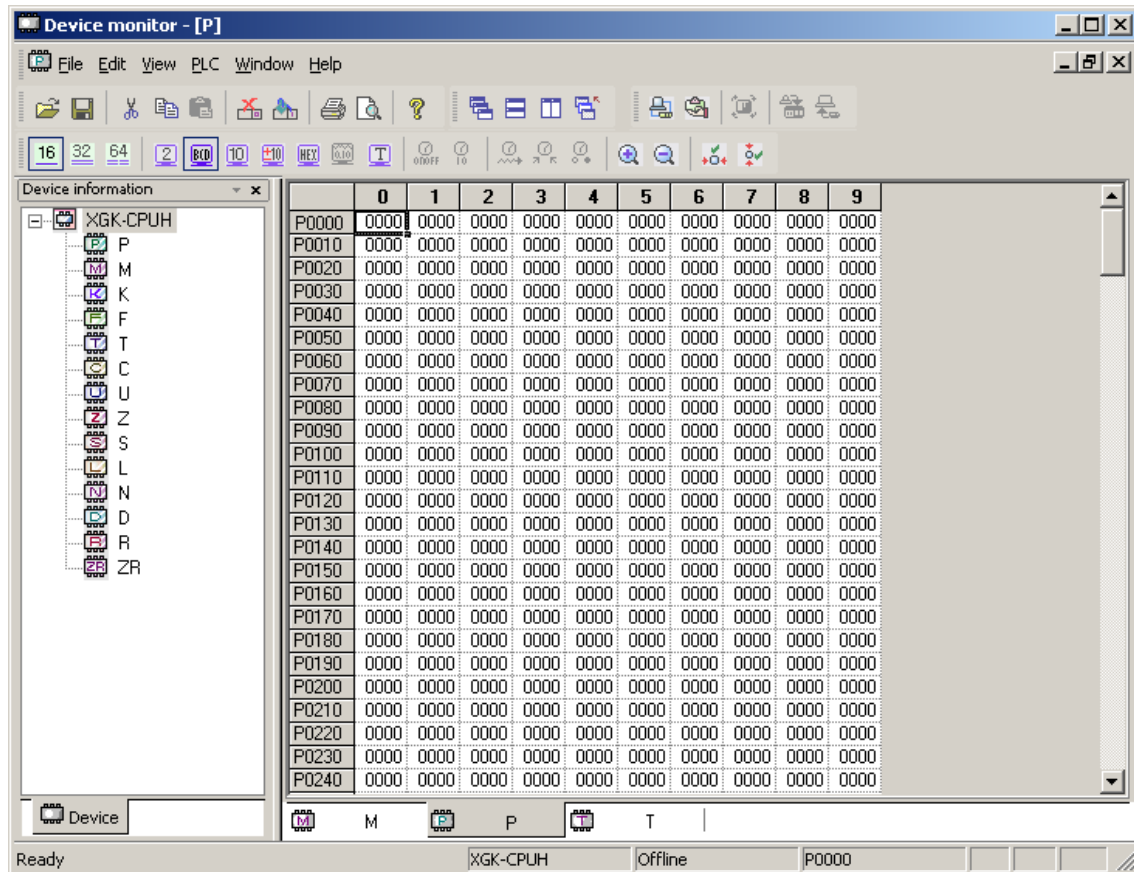 Device monitor - [P]
File Edit View PLC Window Help
16 32 64 2 BCD 10 ±10 HEX 0.10 T ON/OFF 10
Device information
XGK-CPUH
P
M
K
F
T
C
U
Z
S
L
N
D
R
ZR
Device
0 1 2 3 4 5 6 7 8 9
P0000 0000 0000 0000 0000 0000 0000 0000 0000 0000 0000
P0010 0000 0000 0000 0000 0000 0000 0000 0000 0000 0000
P0020 0000 0000 0000 0000 0000 0000 0000 0000 0000 0000
P0030 0000 0000 0000 0000 0000 0000 0000 0000 0000 0000
P0040 0000 0000 0000 0000 0000 0000 0000 0000 0000 0000
P0050 0000 0000 0000 0000 0000 0000 0000 0000 0000 0000
P0060 0000 0000 0000 0000 0000 0000 0000 0000 0000 0000
P0070 0000 0000 0000 0000 0000 0000 0000 0000 0000 0000
P0080 0000 0000 0000 0000 0000 0000 0000 0000 0000 0000
P0090 0000 0000 0000 0000 0000 0000 0000 0000 0000 0000
P0100 0000 0000 0000 0000 0000 0000 0000 0000 0000 0000
P0110 0000 0000 0000 0000 0000 0000 0000 0000 0000 0000
P0120 0000 0000 0000 0000 0000 0000 0000 0000 0000 0000
P0130 0000 0000 0000 0000 0000 0000 0000 0000 0000 0000
P0140 0000 0000 0000 0000 0000 0000 0000 0000 0000 0000
P0150 0000 0000 0000 0000 0000 0000 0000 0000 0000 0000
P0160 0000 0000 0000 0000 0000 0000 0000 0000 0000 0000
P0170 0000 0000 0000 0000 0000 0000 0000 0000 0000 0000
P0180 0000 0000 0000 0000 0000 0000 0000 0000 0000 0000
P0190 0000 0000 0000 0000 0000 0000 0000 0000 0000 0000
P0200 0000 0000 0000 0000 0000 0000 0000 0000 0000 0000
P0210 0000 0000 0000 0000 0000 0000 0000 0000 0000 0000
P0220 0000 0000 0000 0000 0000 0000 0000 0000 0000 0000
P0230 0000 0000 0000 0000 0000 0000 0000 0000 0000 0000
P0240 0000 0000 0000 0000 0000 0000 0000 0000 0000 0000
M P T
Ready XGK-CPUH Offline P0000